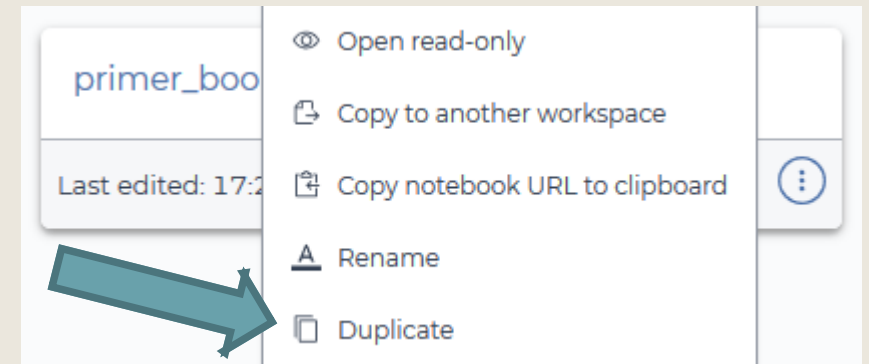 Open read-only
primer_boo
Copy to another workspace
Last edited: 17:2
Copy notebook URL to clipboard
Rename
Duplicate